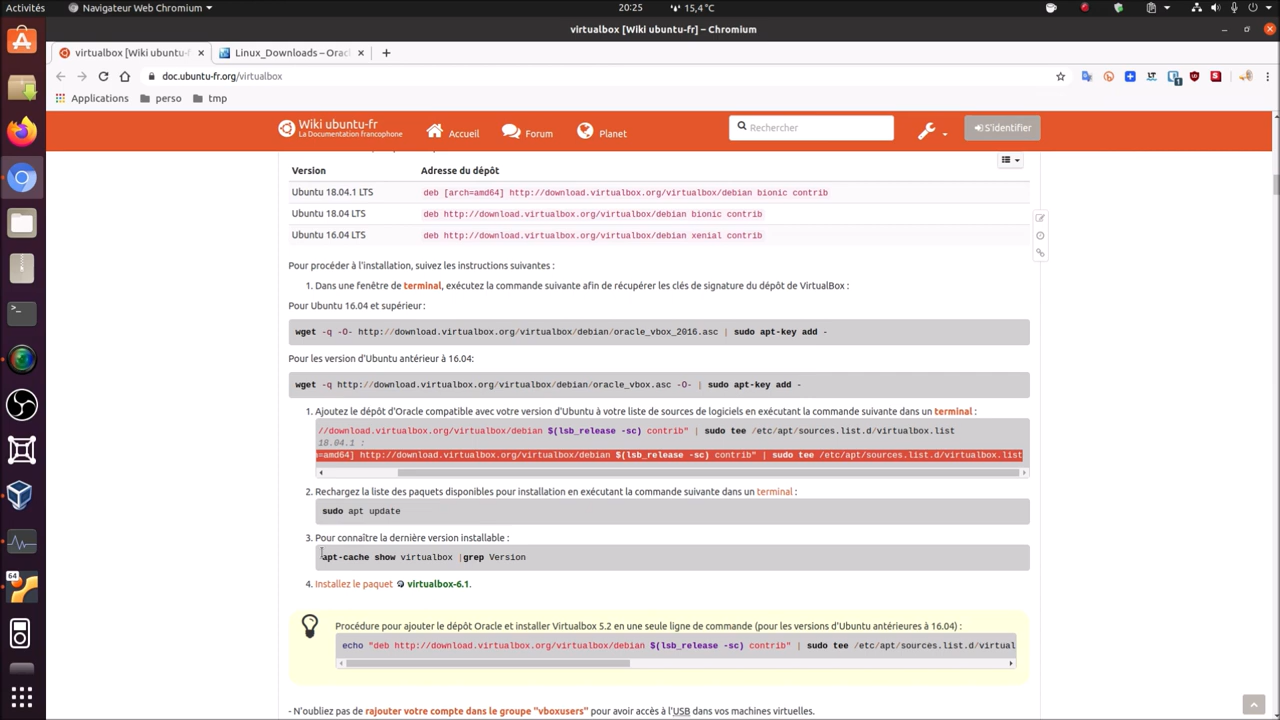 Activités
Navigateur Web Chromium
20:25
15,4 °C
virtualbox [Wiki ubuntu-fr] – Chromium
virtualbox [Wiki ubuntu-
Linux_Downloads – Orac
doc.ubuntu-fr.org/virtualbox
Applications
perso
tmp
Wiki ubuntu-fr
La Documentation francophone
Accueil
Forum
Planet
Rechercher
S'identifier
Version
Adresse du dépôt
Ubuntu 18.04.1 LTS
deb [arch=amd64] http://download.virtualbox.org/virtualbox/debian bionic contrib
Ubuntu 18.04 LTS
deb http://download.virtualbox.org/virtualbox/debian bionic contrib
Ubuntu 16.04 LTS
deb http://download.virtualbox.org/virtualbox/debian xenial contrib
Pour procéder à l'installation, suivez les instructions suivantes :
1. Dans une fenêtre de terminal, exécutez la commande suivante afin de récupérer les clés de signature du dépôt de VirtualBox :
Pour Ubuntu 16.04 et supérieur :
wget -q -O- http://download.virtualbox.org/virtualbox/debian/oracle_vbox_2016.asc | sudo apt-key add -
Pour les version d'Ubuntu antérieur à 16.04:
wget -q http://download.virtualbox.org/virtualbox/debian/oracle_vbox.asc -O- | sudo apt-key add -
1. Ajoutez le dépôt d'Oracle compatible avec votre version d'Ubuntu à votre liste de sources de logiciels en exécutant la commande suivante dans un terminal :
//download.virtualbox.org/virtualbox/debian $(lsb_release -sc) contrib" | sudo tee /etc/apt/sources.list.d/virtualbox.list
18.04.1 :
=amd64] http://download.virtualbox.org/virtualbox/debian $(lsb_release -sc) contrib" | sudo tee /etc/apt/sources.list.d/virtualbox.list
2. Rechargez la liste des paquets disponibles pour installation en exécutant la commande suivante dans un terminal :
sudo apt update
3. Pour connaître la dernière version installable :
apt-cache show virtualbox |grep Version
4. Installez le paquet virtualbox-6.1.
Procédure pour ajouter le dépôt Oracle et installer Virtualbox 5.2 en une seule ligne de commande (pour les versions d'Ubuntu antérieures à 16.04) :
echo "deb http://download.virtualbox.org/virtualbox/debian $(lsb_release -sc) contrib" | sudo tee /etc/apt/sources.list.d/virtual
- N'oubliez pas de rajouter votre compte dans le groupe "vboxusers" pour avoir accès à l'USB dans vos machines virtuelles.